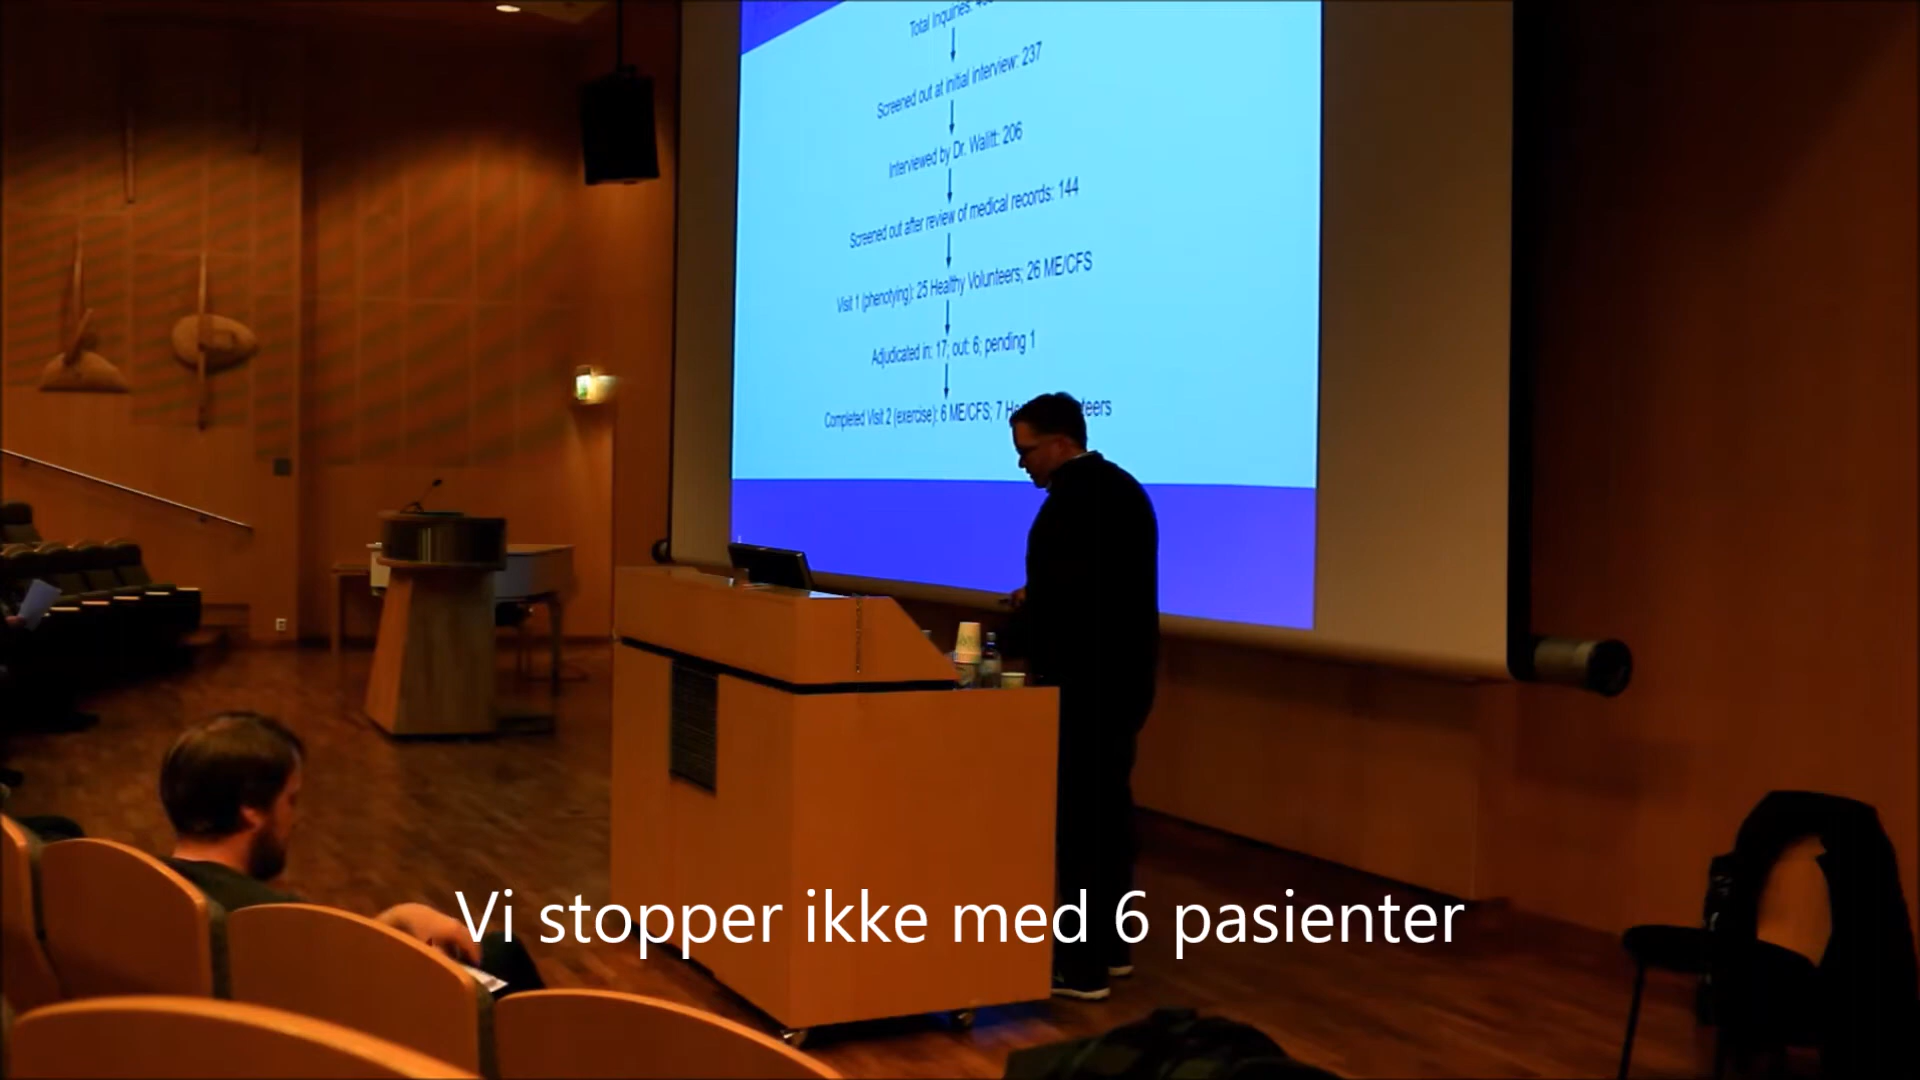 Total Inquiries:
Screened out at initial interview: 237
Interviewed by Dr. Walitt: 206
Screened out after review of medical records: 144
Visit 1 (phenotying): 25 Healthy Volunteers; 26 ME/CFS
Adjudicated in: 17; out: 6; pending 1
Completed Visit 2 (exercise): 6 ME/CFS; 7
Vi stopper ikke med 6 pasienter